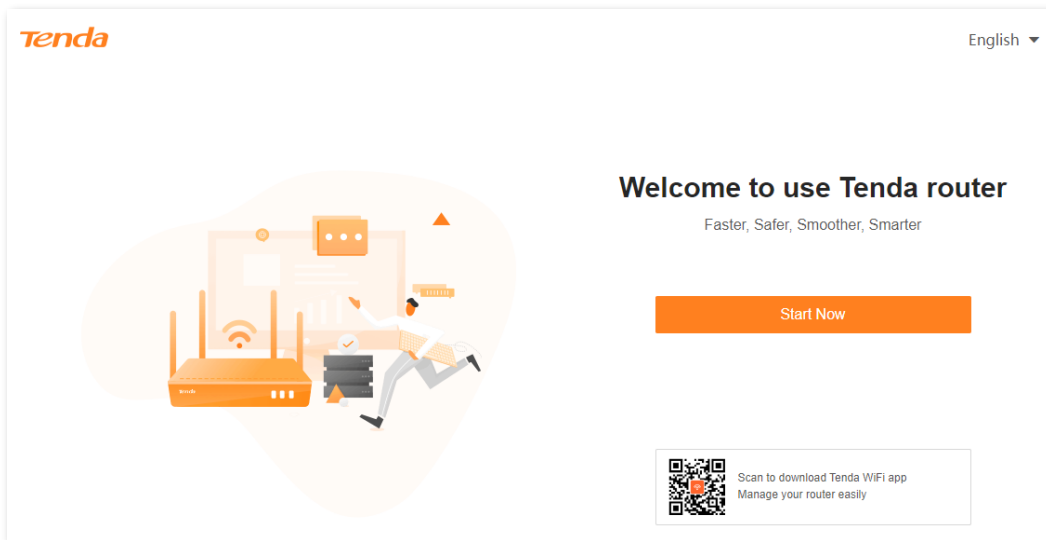 Tenda
English
Welcome to use Tenda router
Faster, Safer, Smoother, Smarter
Start Now
Tenda
Scan to download Tenda WiFi app
Manage your router easily